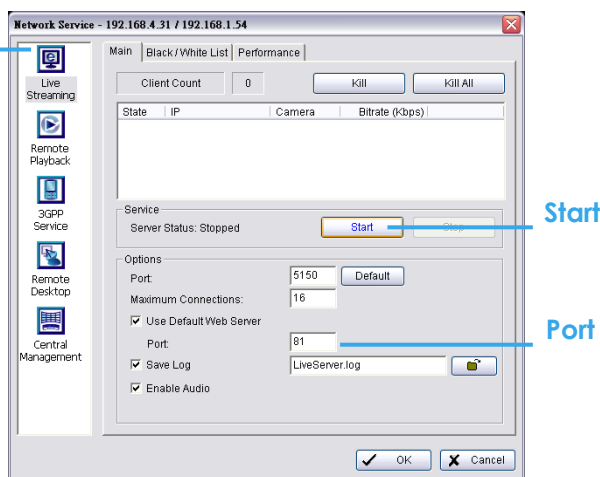 Network Service - 192.168.4.31 / 192.168.1.54
Live
Streaming
Remote
Playback
3GPP
Service
Remote
Desktop
Central
Management
Main
Black/White List
Performance
Client Count 0 Kill Kill All
State IP Camera Bitrate (Kbps)
Service
Server Status: Stopped Start Stop
Start
Options
Port: 5150 Default
Maximum Connections: 16
Use Default Web Server
Port: 81
Port
Save Log LiveServer.log
Enable Audio
OK Cancel